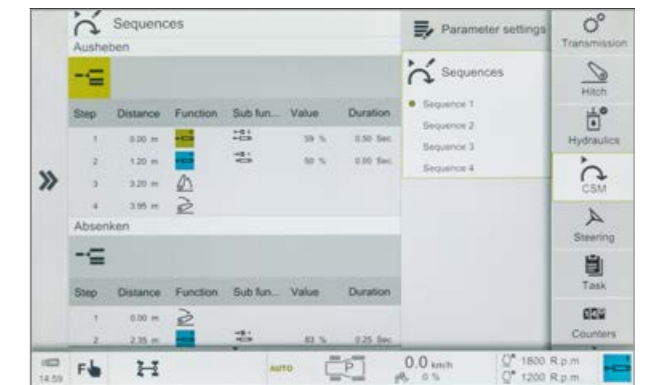 Sequences
Ausheben
Step Distance Function Sub fun... Value Duration
1 0.00 m 59 % 0.50 Sec.
2 1.20 m 50 % 0.00 Sec.
3 3.20 m
4 3.95 m
Absenken
Step Distance Function Sub fun... Value Duration
1 0.00 m
2 2.35 m 83 % 0.25 Sec.
Parameter settings
Sequences
Sequence 1
Sequence 2
Sequence 3
Sequence 4
Transmission
Hitch
Hydraulics
CSM
Steering
Task
Counters
14:59
F
AUTO
P
0.0 km/h
0 %
1800 R.p.m
1200 R.p.m